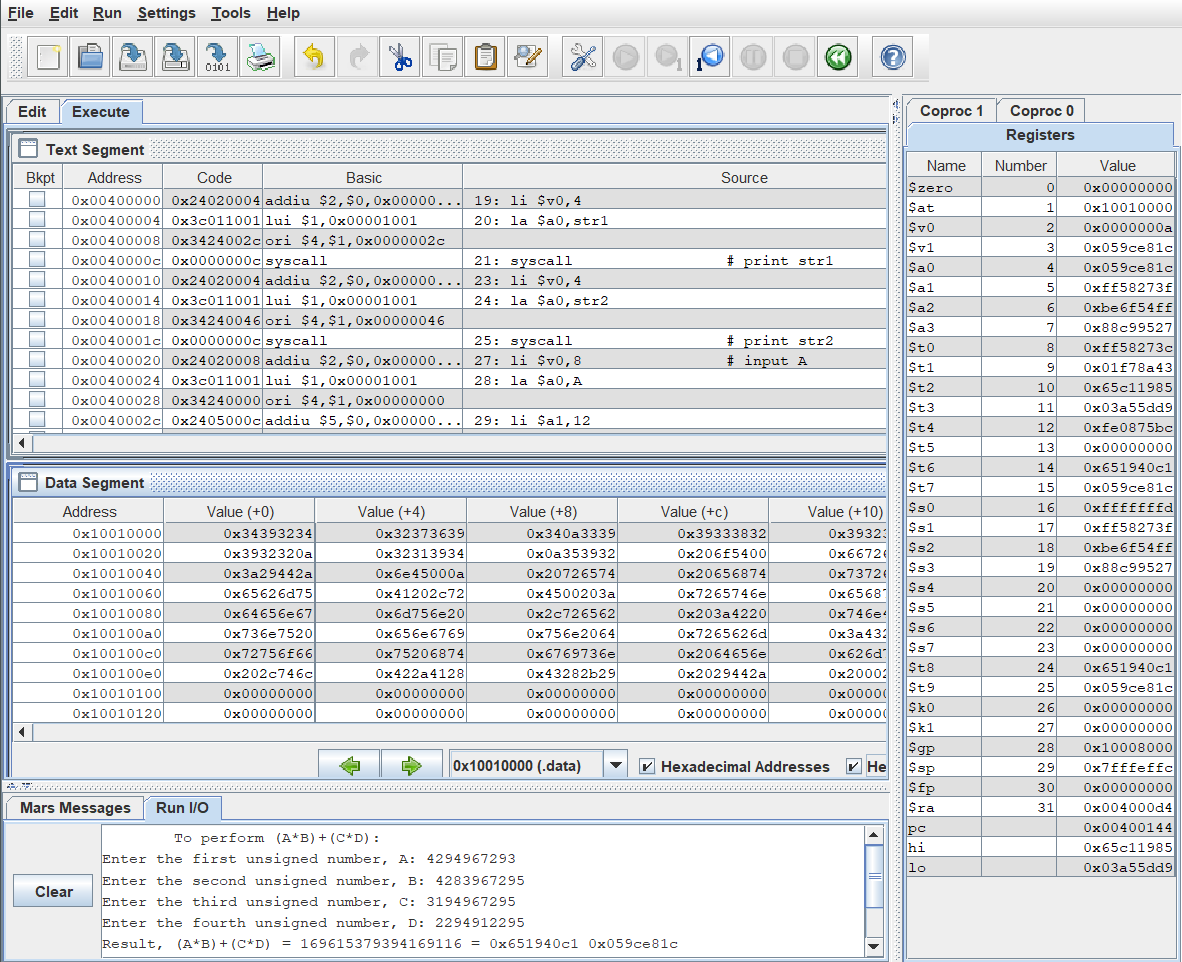 File Edit Run Settings Tools Help
0101
1
1
?
Edit Execute
Text Segment
Bkpt Address Code Basic Source
0x00400000 0x24020004 addiu $2,$0,0x00000... 19: li $v0,4
0x00400004 0x3c011001 lui $1,0x00001001 20: la $a0,str1
0x00400008 0x3424002c ori $4,$1,0x0000002c
0x0040000c 0x0000000c syscall 21: syscall # print str1
0x00400010 0x24020004 addiu $2,$0,0x00000... 23: li $v0,4
0x00400014 0x3c011001 lui $1,0x00001001 24: la $a0,str2
0x00400018 0x34240046 ori $4,$1,0x00000046
0x0040001c 0x0000000c syscall 25: syscall # print str2
0x00400020 0x24020008 addiu $2,$0,0x00000... 27: li $v0,8 # input A
0x00400024 0x3c011001 lui $1,0x00001001 28: la $a0,A
0x00400028 0x34240000 ori $4,$1,0x00000000
0x0040002c 0x2405000c addiu $5,$0,0x00000... 29: li $a1,12
Data Segment
Address Value (+0) Value (+4) Value (+8) Value (+c) Value (+10)
0x10010000 0x34393234 0x32373639 0x340a3339 0x39333832 0x3932
0x10010020 0x3932320a 0x32313934 0x0a353932 0x206f5400 0x6672
0x10010040 0x3a29442a 0x6e45000a 0x20726574 0x20656874 0x7372
0x10010060 0x65626d75 0x41202c72 0x4500203a 0x7265746e 0x6568
0x10010080 0x64656e67 0x6d756e20 0x2c726562 0x203a4220 0x746e
0x100100a0 0x736e7520 0x656e6769 0x756e2064 0x7265626d 0x3a43
0x100100c0 0x72756f66 0x75206874 0x6769736e 0x2064656e 0x626d
0x100100e0 0x202c746c 0x422a4128 0x43282b29 0x2029442a 0x2000
0x10010100 0x00000000 0x00000000 0x00000000 0x00000000 0x0000
0x10010120 0x00000000 0x00000000 0x00000000 0x00000000 0x0000
0x10010000 (.data) Hexadecimal Addresses He
Mars Messages Run I/O
Clear
To perform (A*B)+(C*D):
Enter the first unsigned number, A: 4294967293
Enter the second unsigned number, B: 4283967295
Enter the third unsigned number, C: 3194967295
Enter the fourth unsigned number, D: 2294912295
Result, (A*B)+(C*D) = 169615379394169116 = 0x651940c1 0x059ce81c
Coproc 1 Coproc 0
Registers
Name Number Value
$zero 0 0x00000000
$at 1 0x10010000
$v0 2 0x0000000a
$v1 3 0x059ce81c
$a0 4 0x059ce81c
$a1 5 0xff58273f
$a2 6 0xbe6f54ff
$a3 7 0x88c99527
$t0 8 0xff58273c
$t1 9 0x01f78a43
$t2 10 0x65c11985
$t3 11 0x03a55dd9
$t4 12 0xfe0875bc
$t5 13 0x00000000
$t6 14 0x651940c1
$t7 15 0x059ce81c
$s0 16 0xfffffffd
$s1 17 0xff58273f
$s2 18 0xbe6f54ff
$s3 19 0x88c99527
$s4 20 0x00000000
$s5 21 0x00000000
$s6 22 0x00000000
$s7 23 0x00000000
$t8 24 0x651940c1
$t9 25 0x059ce81c
$k0 26 0x00000000
$k1 27 0x00000000
$gp 28 0x10008000
$sp 29 0x7fffeffc
$fp 30 0x00000000
$ra 31 0x004000d4
pc 0x00400144
hi 0x65c11985
lo 0x03a55dd9